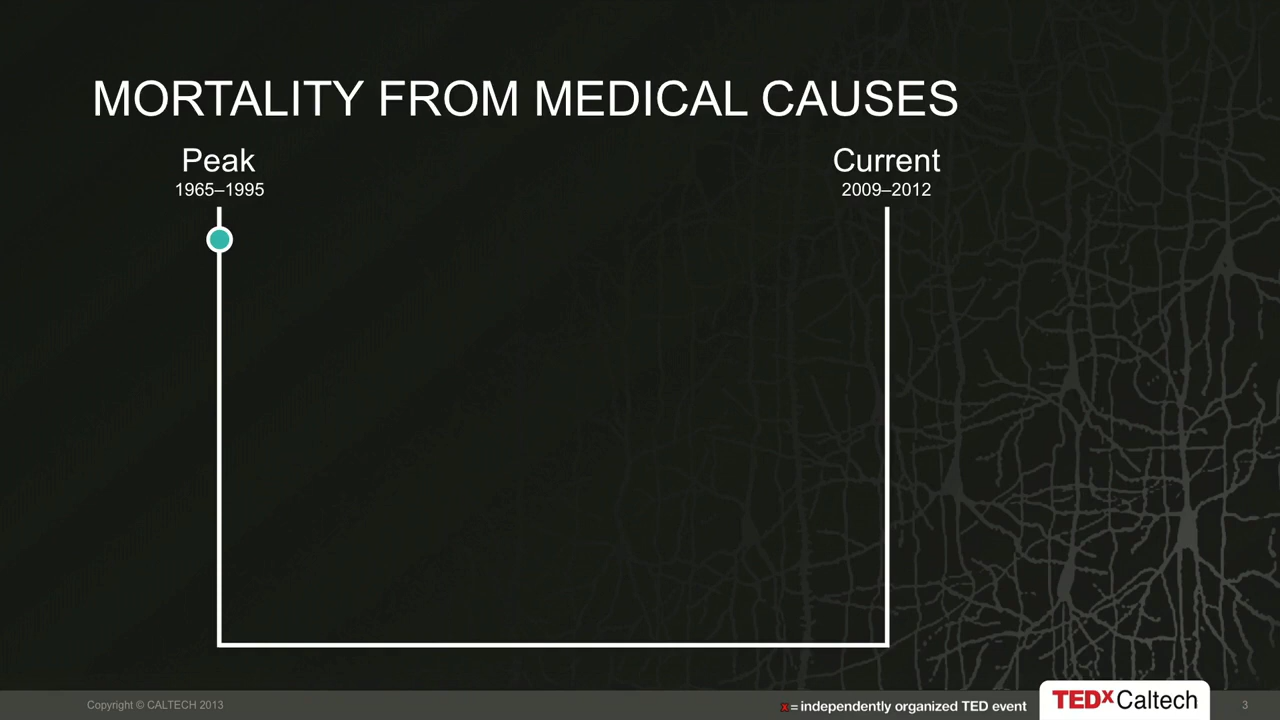 MORTALITY FROM MEDICAL CAUSES
Peak
1965–1995
Current
2009–2012
Copyright © CALTECH 2013
x = independently organized TED event
TEDxCaltech
3